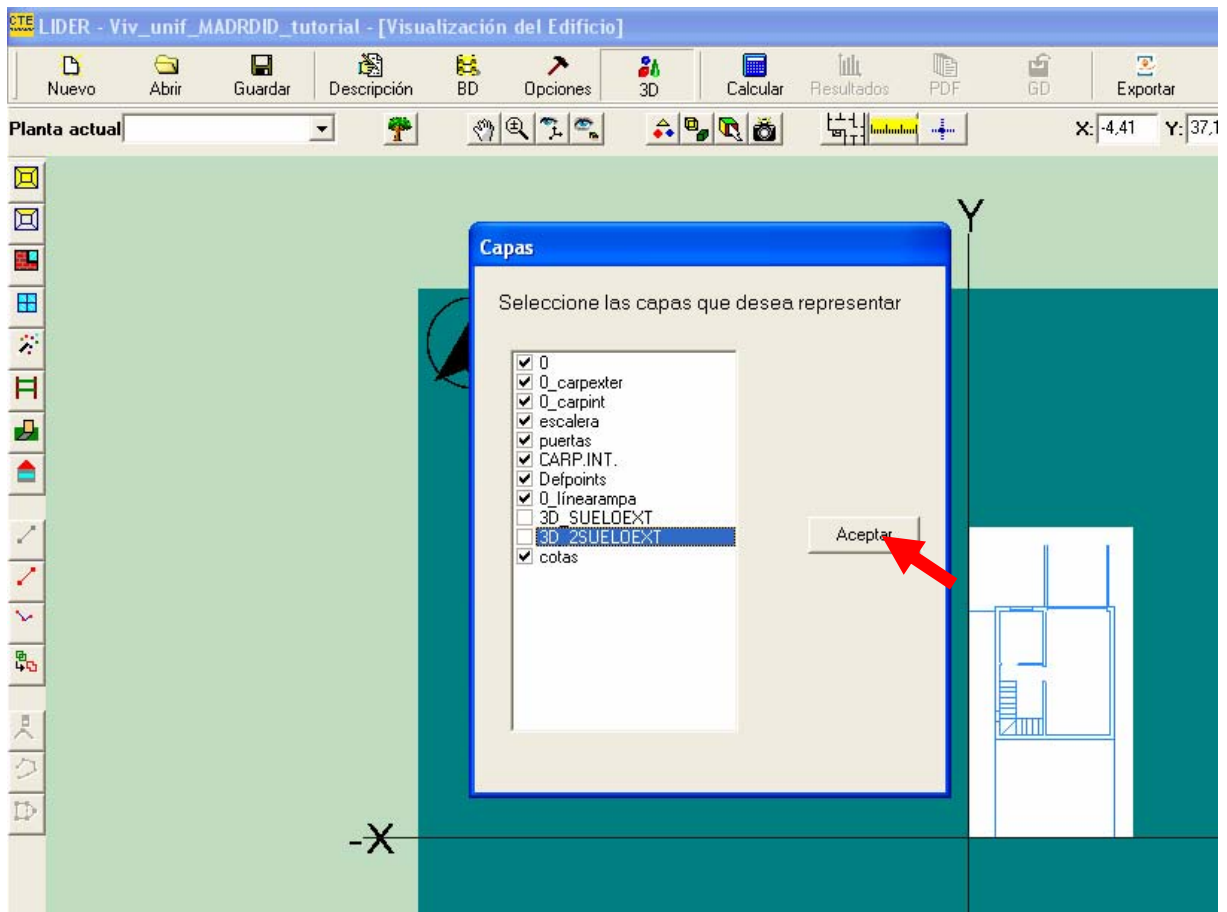 CTE LIDER - Viv_unif_MADRDID_tutorial - [Visualización del Edificio]
Nuevo Abrir Guardar Descripción BD Opciones 3D Calcular Resultados PDF GD Exportar
Planta actual X: -4,41 Y: 37,1
Y
Capas
Seleccione las capas que desea representar
0
0_carpexter
0_carpint
escalera
puertas
CARP.INT.
Defpoints
0_línearampa
3D_SUELOEXT
3D_2SUELOEXT
cotas
Aceptar
-X